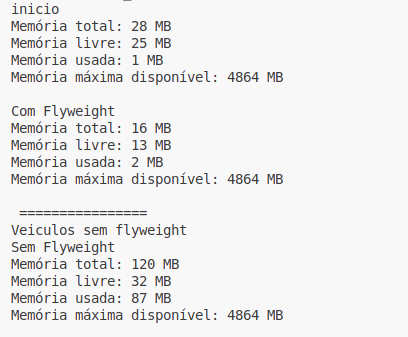 inicio
Memória total: 28 MB
Memória livre: 25 MB
Memória usada: 1 MB
Memória máxima disponível: 4864 MB
Com Flyweight
Memória total: 16 MB
Memória livre: 13 MB
Memória usada: 2 MB
Memória máxima disponível: 4864 MB
================
Veiculos sem flyweight
Sem Flyweight
Memória total: 120 MB
Memória livre: 32 MB
Memória usada: 87 MB
Memória máxima disponível: 4864 MB